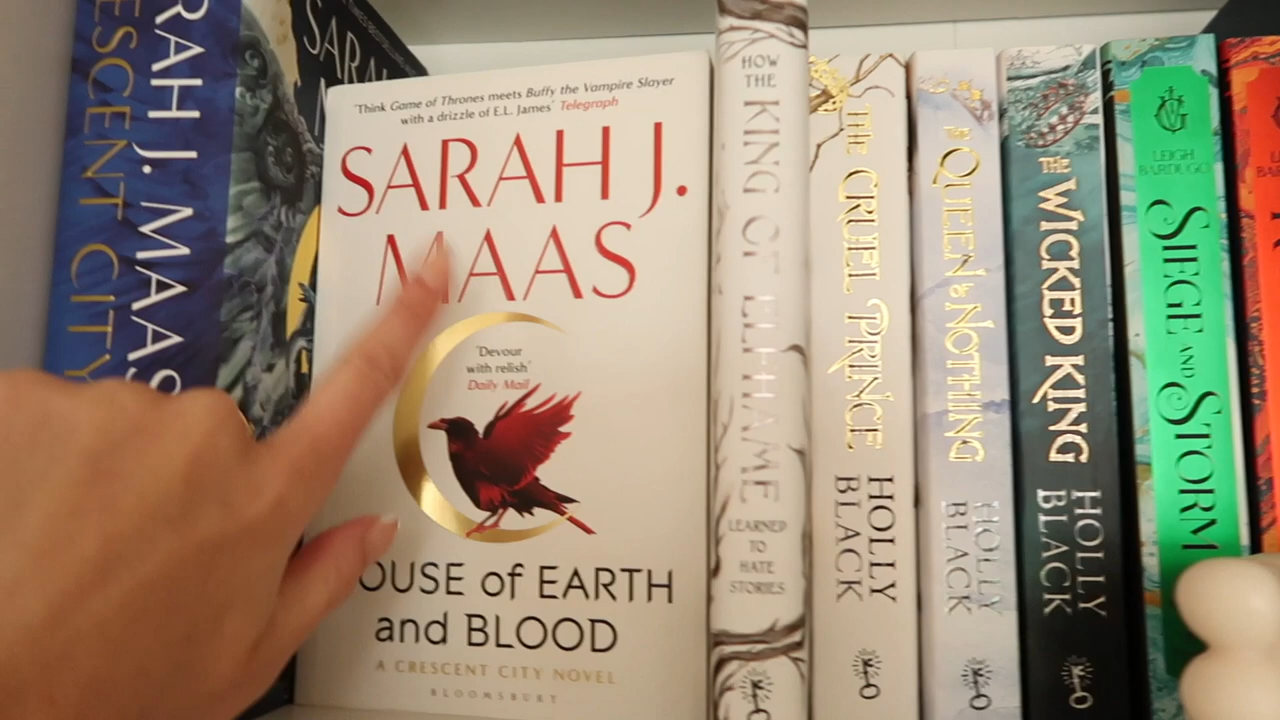 SARAH J. MAAS
ESCENT CITY
SARA
'Think Game of Thrones meets Buffy the Vampire Slayer
with a drizzle of E.L. James' Telegraph
SARAH J.
MAAS
'Devour
with relish'
Daily Mail
OUSE of EARTH
and BLOOD
A CRESCENT CITY NOVEL
BLOOMSBURY
HOW
THE
KING OF ELFHAME
LEARNED
TO
HATE
STORIES
THE CRUEL PRINCE
HOLLY
BLACK
THE QUEEN of NOTHING
HOLLY
BLACK
THE WICKED KING
HOLLY
BLACK
LEIGH
BARDUGO
SIEGE AND STORM